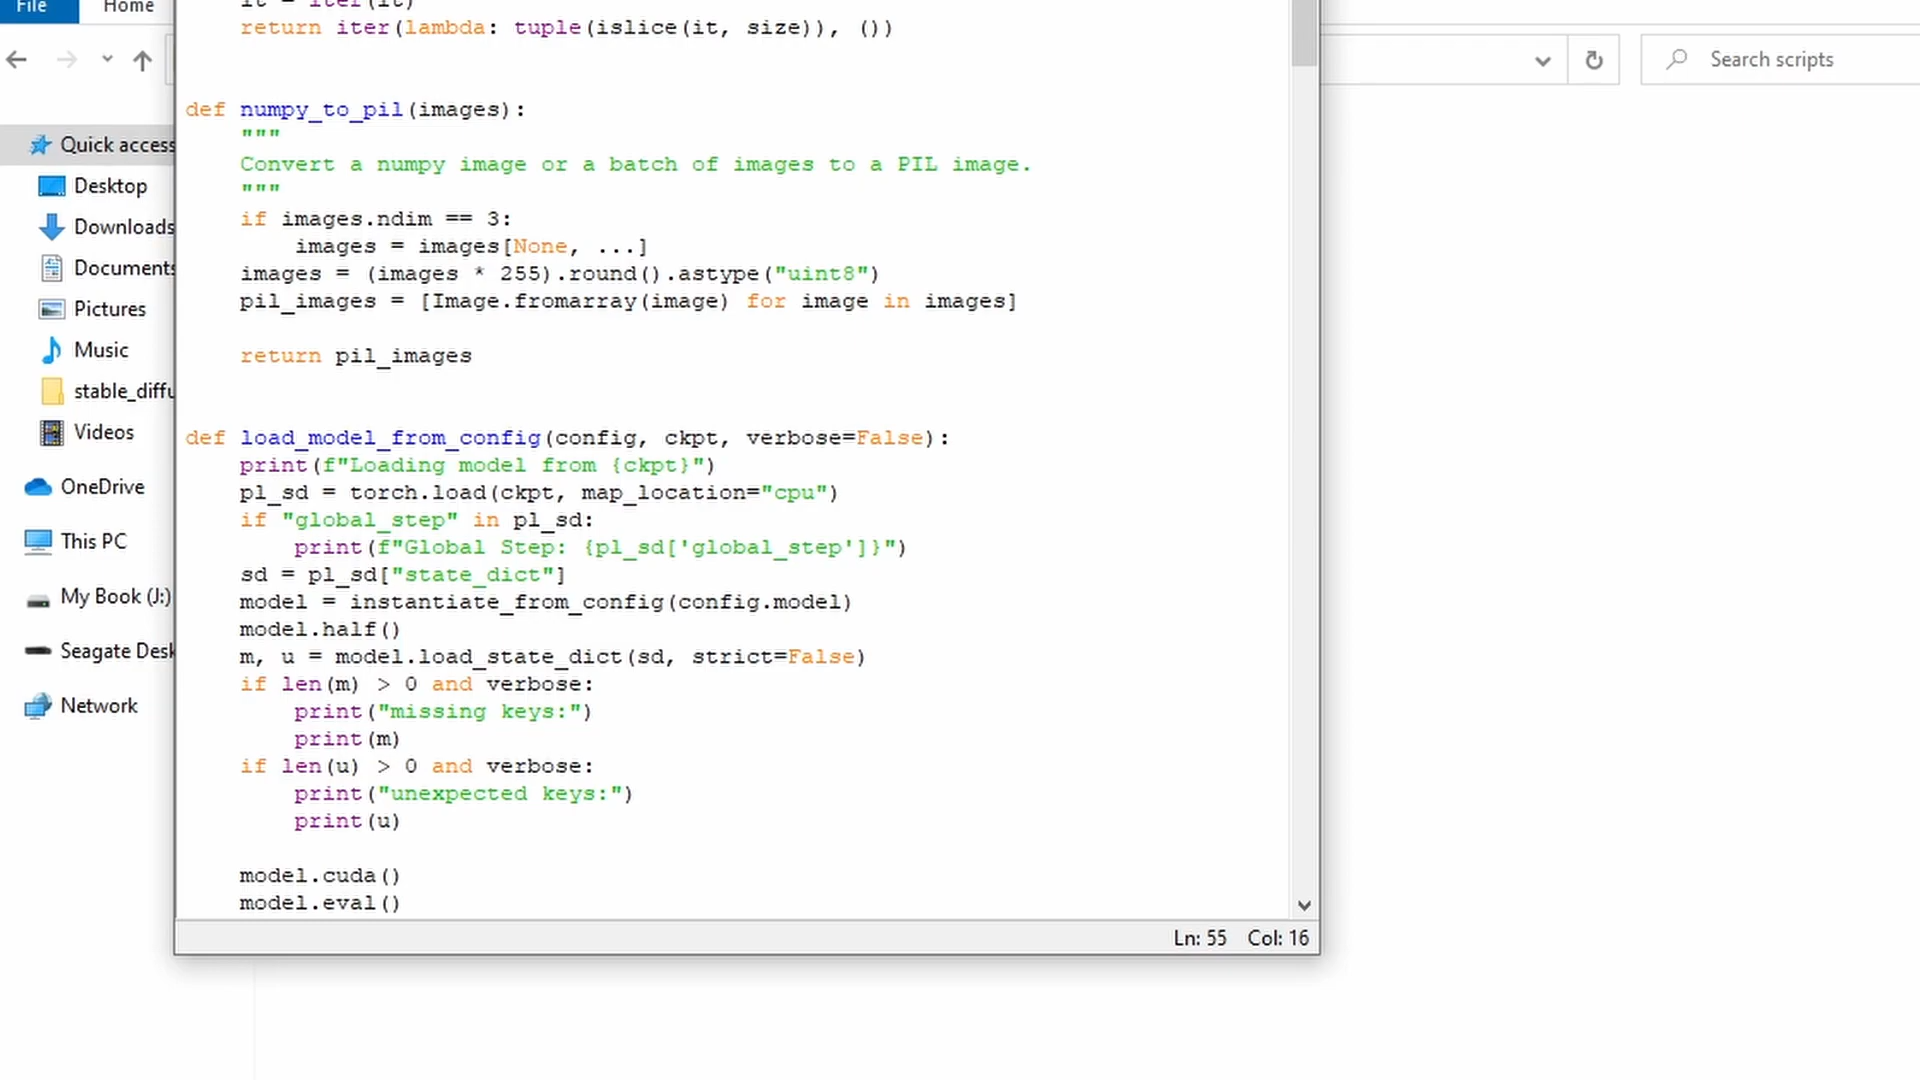 File Home
it = iter(it)
return iter(lambda: tuple(islice(it, size)), ())
Search scripts
def numpy_to_pil(images):
"""
Convert a numpy image or a batch of images to a PIL image.
"""
if images.ndim == 3:
images = images[None, ...]
images = (images * 255).round().astype("uint8")
pil_images = [Image.fromarray(image) for image in images]
return pil_images
def load_model_from_config(config, ckpt, verbose=False):
print(f"Loading model from {ckpt}")
pl_sd = torch.load(ckpt, map_location="cpu")
if "global_step" in pl_sd:
print(f"Global Step: {pl_sd['global_step']}")
sd = pl_sd["state_dict"]
model = instantiate_from_config(config.model)
model.half()
m, u = model.load_state_dict(sd, strict=False)
if len(m) > 0 and verbose:
print("missing keys:")
print(m)
if len(u) > 0 and verbose:
print("unexpected keys:")
print(u)
model.cuda()
model.eval()
Ln: 55 Col: 16
Quick access
Desktop
Downloads
Documents
Pictures
Music
stable_diffu
Videos
OneDrive
This PC
My Book (J:)
Seagate Desk
Network